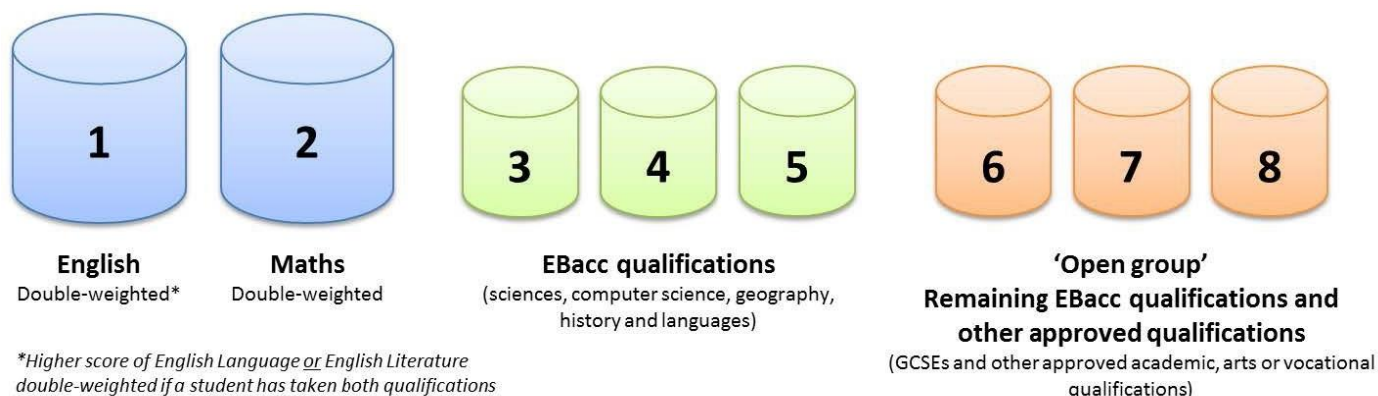 1
2
3
4
5
6
7
8
English
Double-weighted*
Maths
Double-weighted
EBacc qualifications
(sciences, computer science, geography,
history and languages)
‘Open group’
Remaining EBacc qualifications and
other approved qualifications
(GCSEs and other approved academic, arts or vocational
qualifications)
*Higher score of English Language or English Literature
double-weighted if a student has taken both qualifications